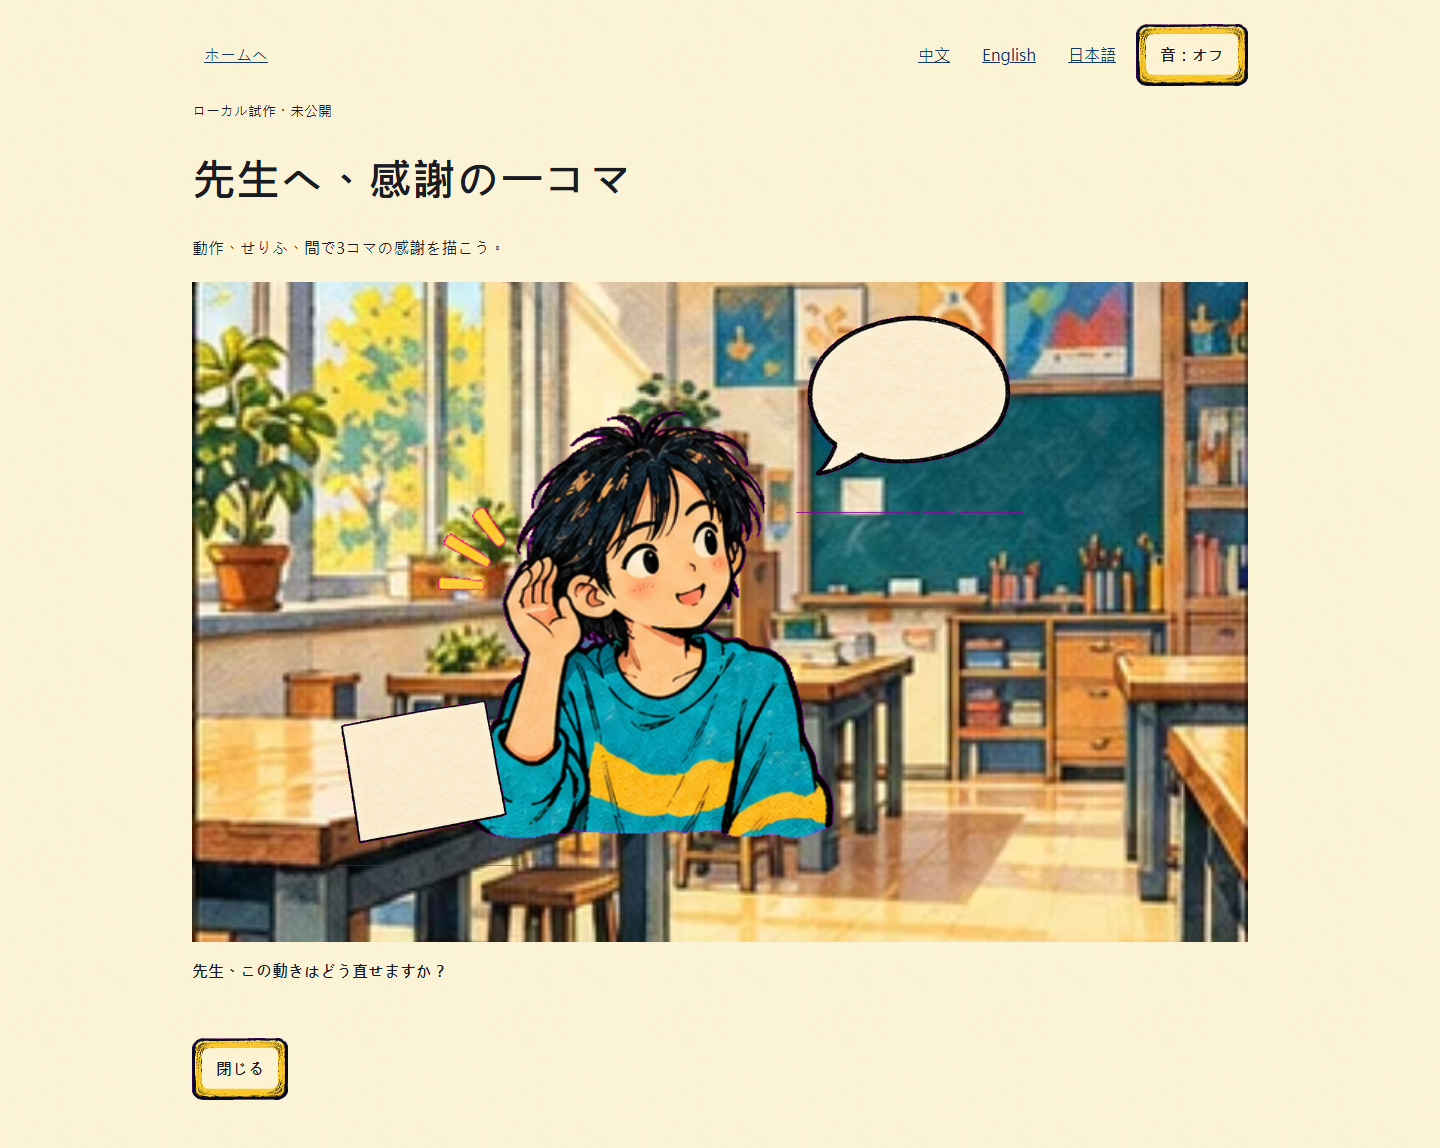 ホームへ
中文 English 日本語 音：オフ
ローカル試作・未公開
先生へ、感謝の一コマ
動作、せりふ、間で3コマの感謝を描こう。
先生、この動きはどう直せますか？
閉じる